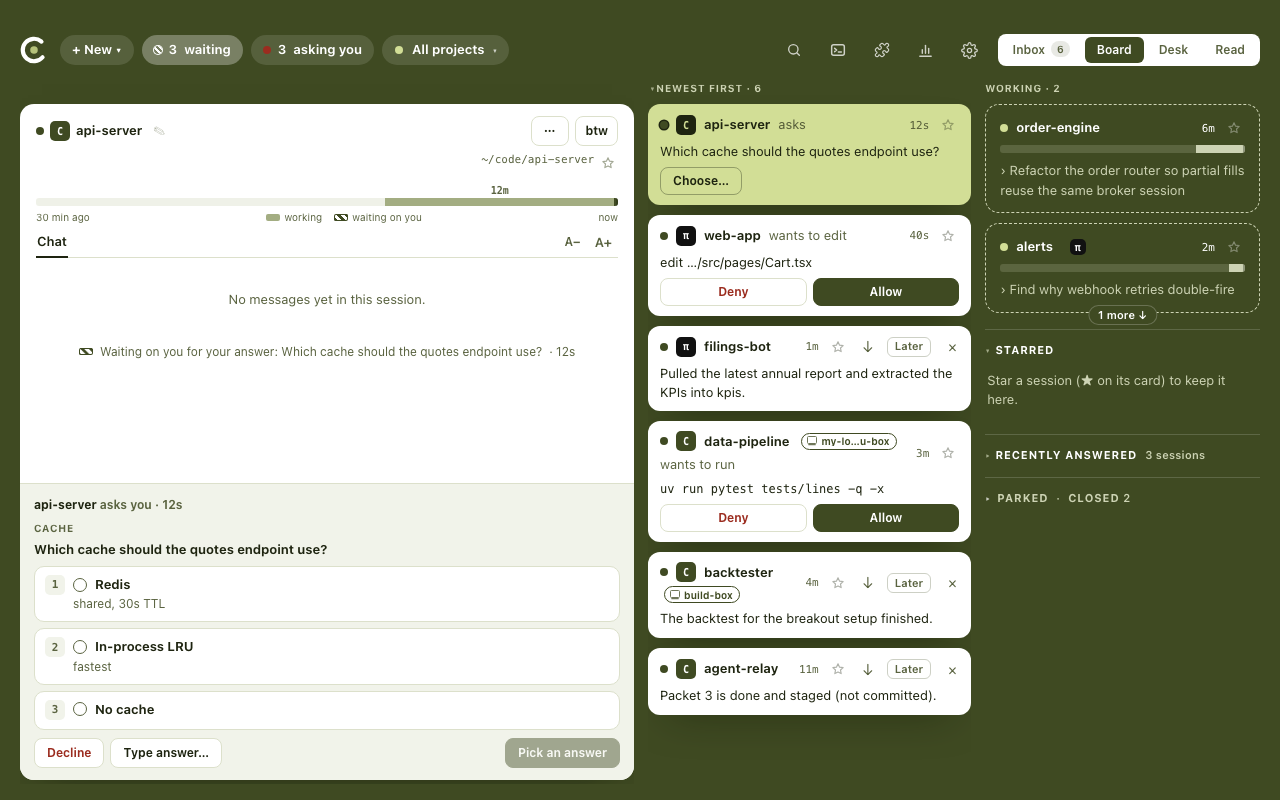 + New ▾
3 waiting
3 asking you
All projects ▾
Inbox 6
Board
Desk
Read
C api-server ✎
···
btw
~/code/api-server ☆
12m
30 min ago
working
waiting on you
now
Chat
A−
A+
No messages yet in this session.
Waiting on you for your answer: Which cache should the quotes endpoint use? · 12s
api-server asks you · 12s
CACHE
Which cache should the quotes endpoint use?
1 Redis
shared, 30s TTL
2 In-process LRU
fastest
3 No cache
Decline
Type answer...
Pick an answer
▾ NEWEST FIRST · 6
C api-server asks 12s ☆
Which cache should the quotes endpoint use?
Choose...
π web-app wants to edit 40s ☆
edit .../src/pages/Cart.tsx
Deny
Allow
π filings-bot 1m ☆ ↓ Later ×
Pulled the latest annual report and extracted the
KPIs into kpis.
C data-pipeline my-lo...u-box
wants to run 3m ☆
uv run pytest tests/lines -q -x
Deny
Allow
C backtester 4m ☆ ↓ Later ×
build-box
The backtest for the breakout setup finished.
C agent-relay 11m ☆ ↓ Later ×
Packet 3 is done and staged (not committed).
WORKING · 2
order-engine 6m ☆
› Refactor the order router so partial fills
reuse the same broker session
alerts π 2m ☆
› Find why webhook retries double-fire
1 more ↓
▾ STARRED
Star a session (★ on its card) to keep it
here.
▸ RECENTLY ANSWERED 3 sessions
▸ PARKED · CLOSED 2